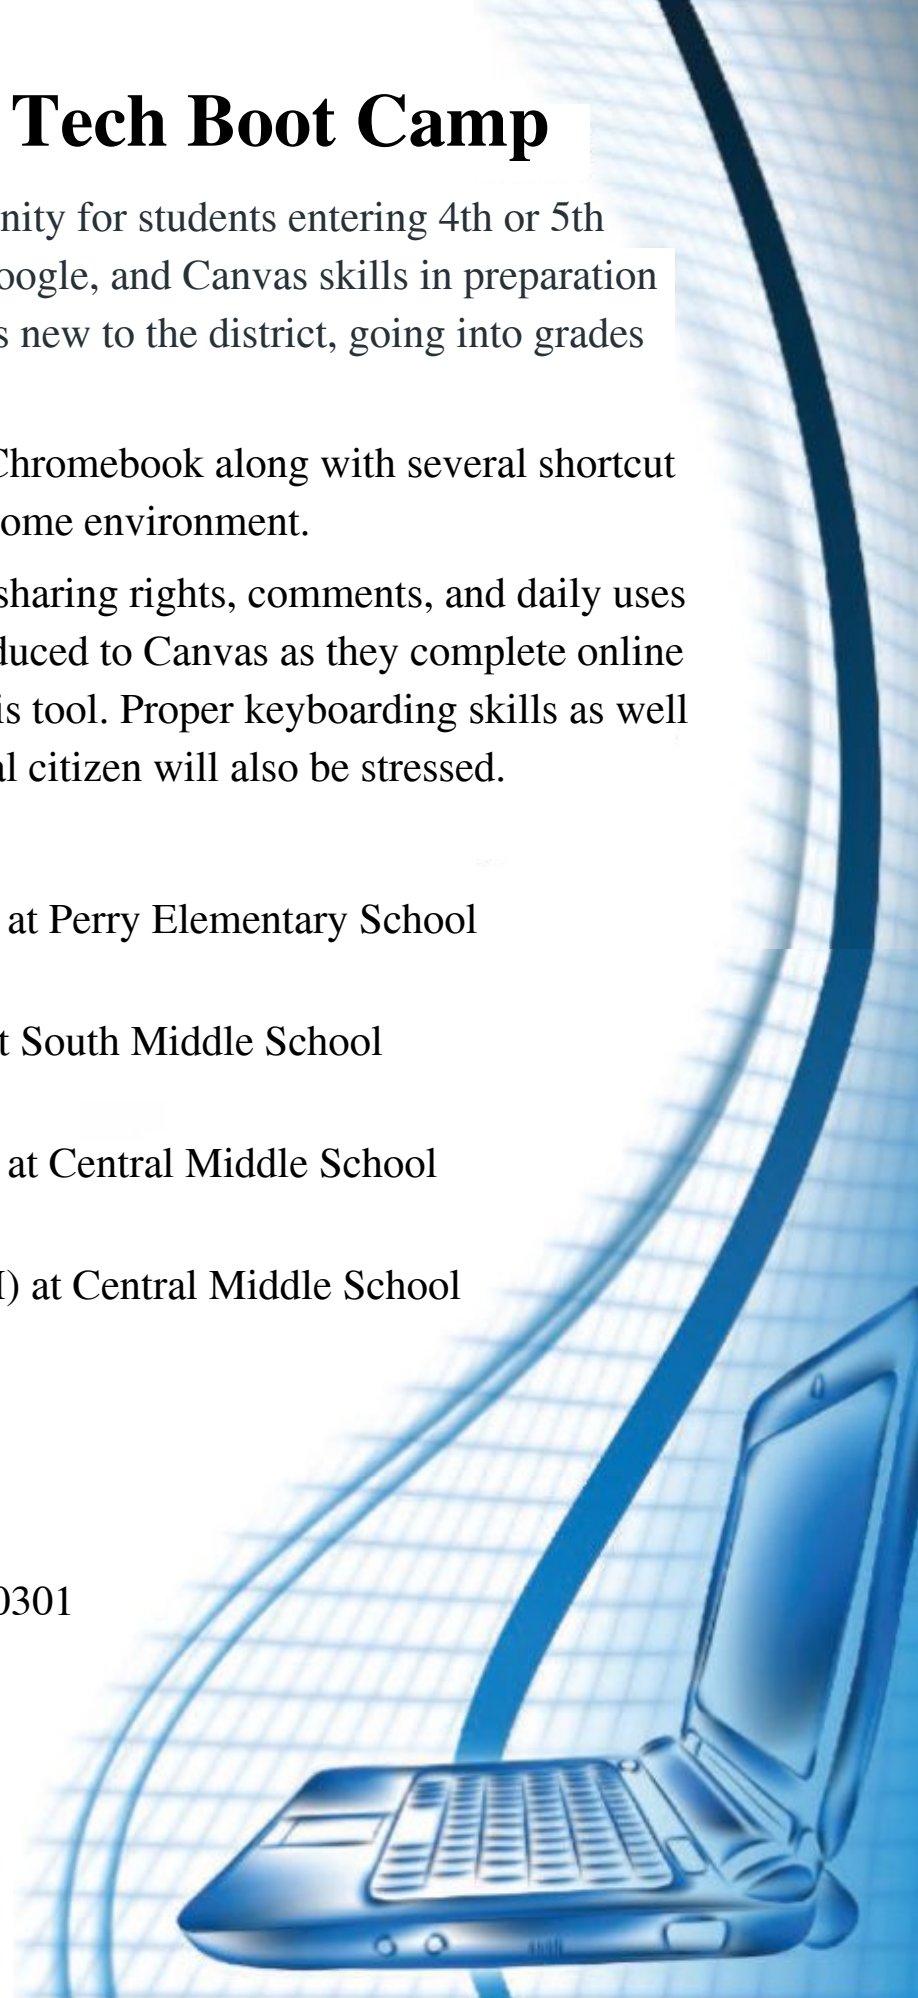 Tech Boot Camp
nity for students entering 4th or 5th
oogle, and Canvas skills in preparation
s new to the district, going into grades
Chromebook along with several shortcut
ome environment.
sharing rights, comments, and daily uses
duced to Canvas as they complete online
is tool. Proper keyboarding skills as well
al citizen will also be stressed.
at Perry Elementary School
t South Middle School
at Central Middle School
) at Central Middle School
0301